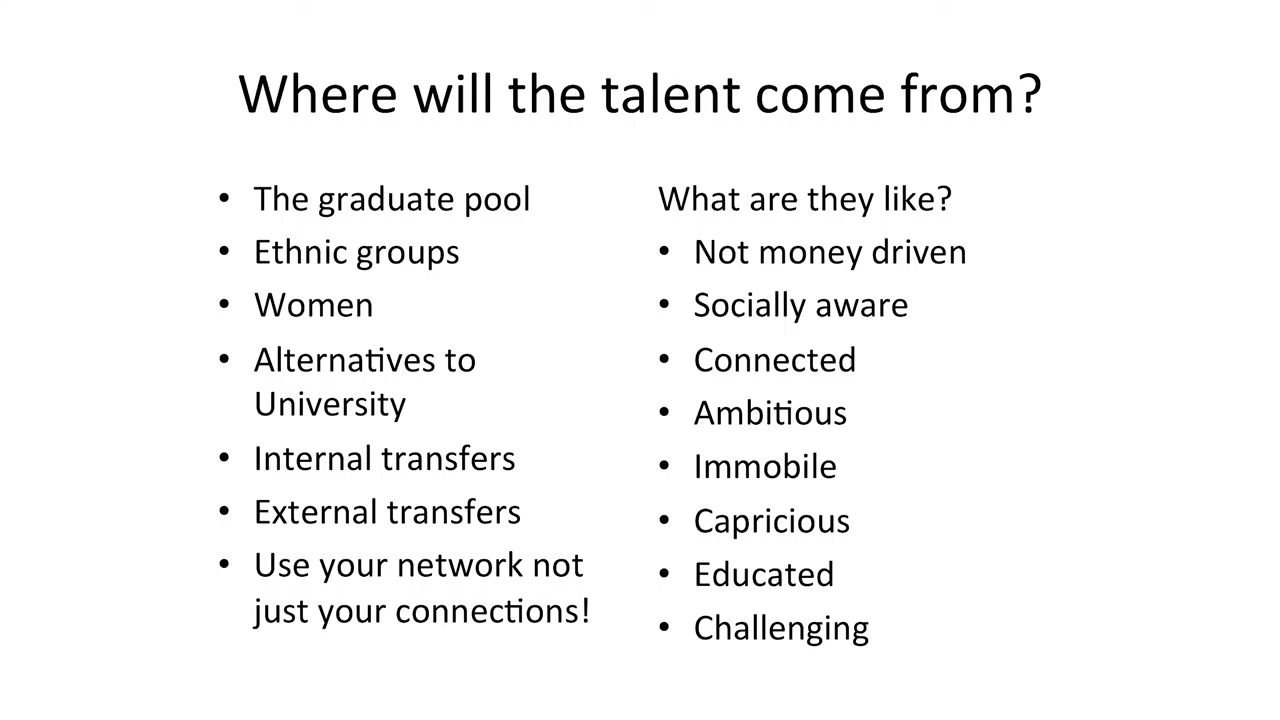 Where will the talent come from?
• The graduate pool
• Ethnic groups
• Women
• Alternatives to
University
• Internal transfers
• External transfers
• Use your network not
just your connections!
What are they like?
• Not money driven
• Socially aware
• Connected
• Ambitious
• Immobile
• Capricious
• Educated
• Challenging